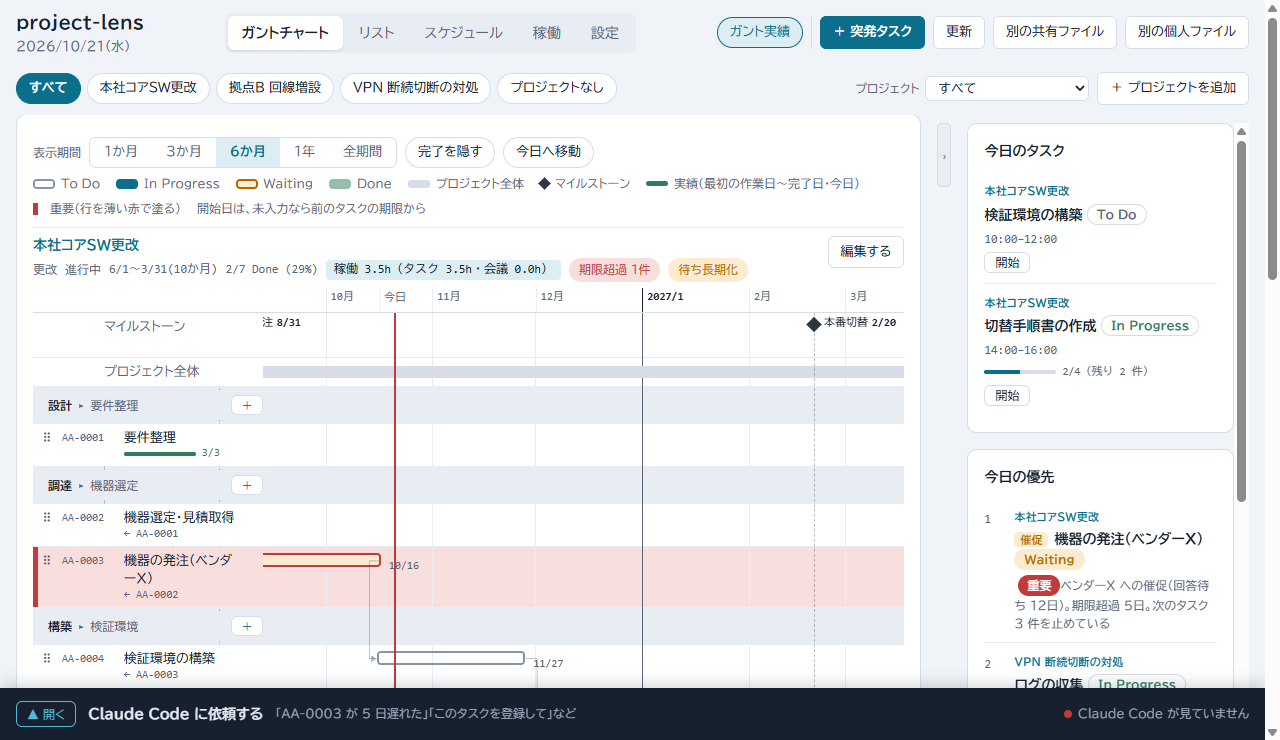 project-lens
2026/10/21(水)
ガントチャート リスト スケジュール 稼働 設定
ガント実績 ＋ 突発タスク 更新 別の共有ファイル 別の個人ファイル
すべて 本社コアSW更改 拠点B 回線増設 VPN 断続切断の対処 プロジェクトなし
プロジェクト すべて ＋ プロジェクトを追加
表示期間 1か月 3か月 6か月 1年 全期間 完了を隠す 今日へ移動
To Do In Progress Waiting Done プロジェクト全体 マイルストーン 実績(最初の作業日〜完了日・今日)
重要(行を薄い赤で塗る) 開始日は、未入力なら前のタスクの期限から
本社コアSW更改
編集する
更改 進行中 6/1〜3/31(10か月) 2/7 Done (29%) 稼働 3.5h (タスク 3.5h・会議 0.0h) 期限超過 1件 待ち長期化
10月 今日 11月 12月 2027/1 2月 3月
マイルストーン 注 8/31 本番切替 2/20
プロジェクト全体
設計 ▸ 要件整理 ＋
AA-0001 要件整理
3/3
調達 ▸ 機器選定 ＋
AA-0002 機器選定・見積取得
← AA-0001
AA-0003 機器の発注(ベンダ
ーX)
← AA-0002
10/16
構築 ▸ 検証環境 ＋
AA-0004 検証環境の構築
← AA-0003
11/27
›
今日のタスク
本社コアSW更改
検証環境の構築 To Do
10:00–12:00
開始
本社コアSW更改
切替手順書の作成 In Progress
14:00–16:00
2/4 (残り 2 件)
開始
今日の優先
1 本社コアSW更改
催促 機器の発注(ベンダーX)
Waiting
重要 ベンダーX への催促(回答待
ち 12日)。期限超過 5日。次のタスク
3 件を止めている
2 VPN 断続切断の対処
ログの収集 In Progress
▲ 開く Claude Code に依頼する 「AA-0003 が 5 日遅れた」「このタスクを登録して」など
Claude Code が見ていません